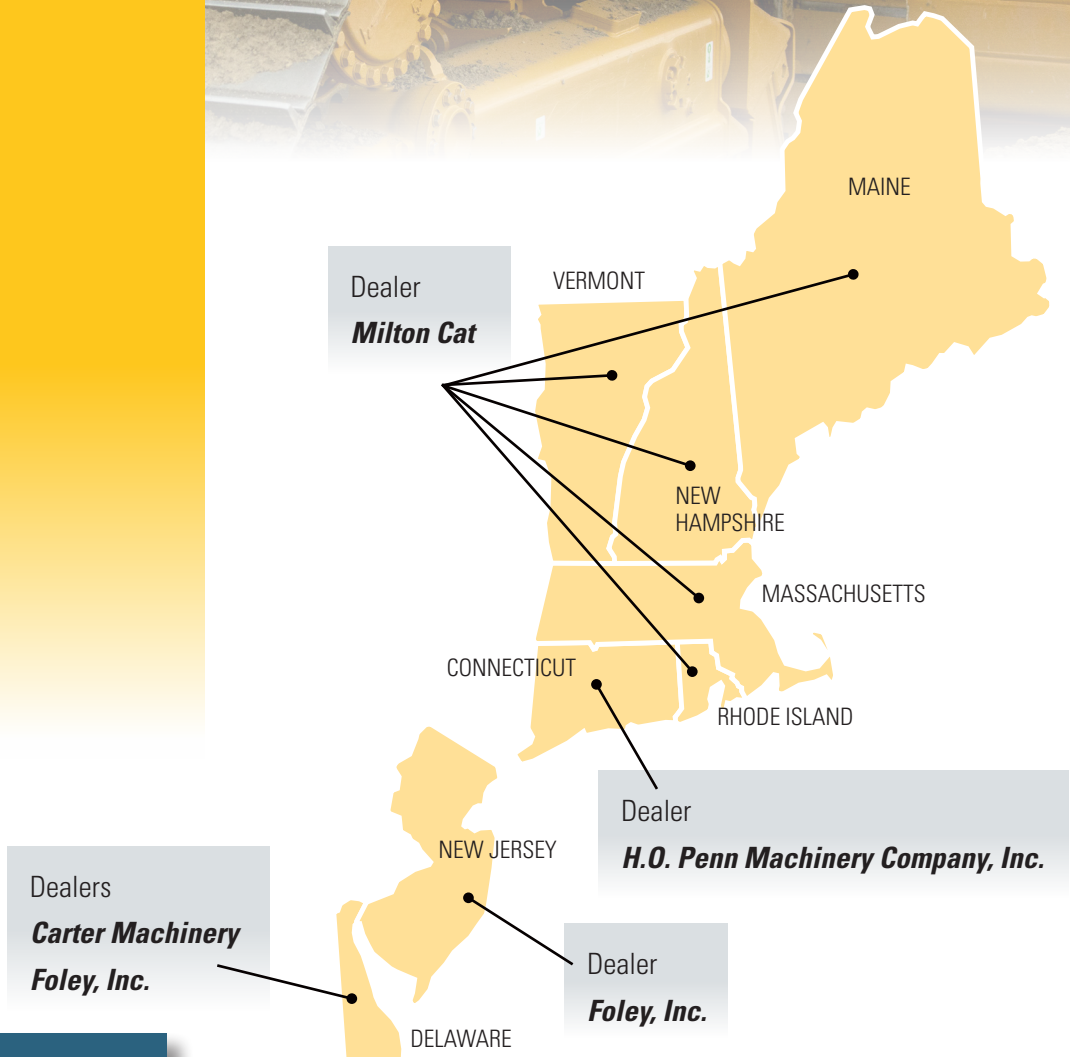 MAINE
VERMONT
Dealer
Milton Cat
NEW
HAMPSHIRE
MASSACHUSETTS
CONNECTICUT
RHODE ISLAND
Dealer
H.O. Penn Machinery Company, Inc.
NEW JERSEY
Dealers
Carter Machinery
Foley, Inc.
Dealer
Foley, Inc.
DELAWARE